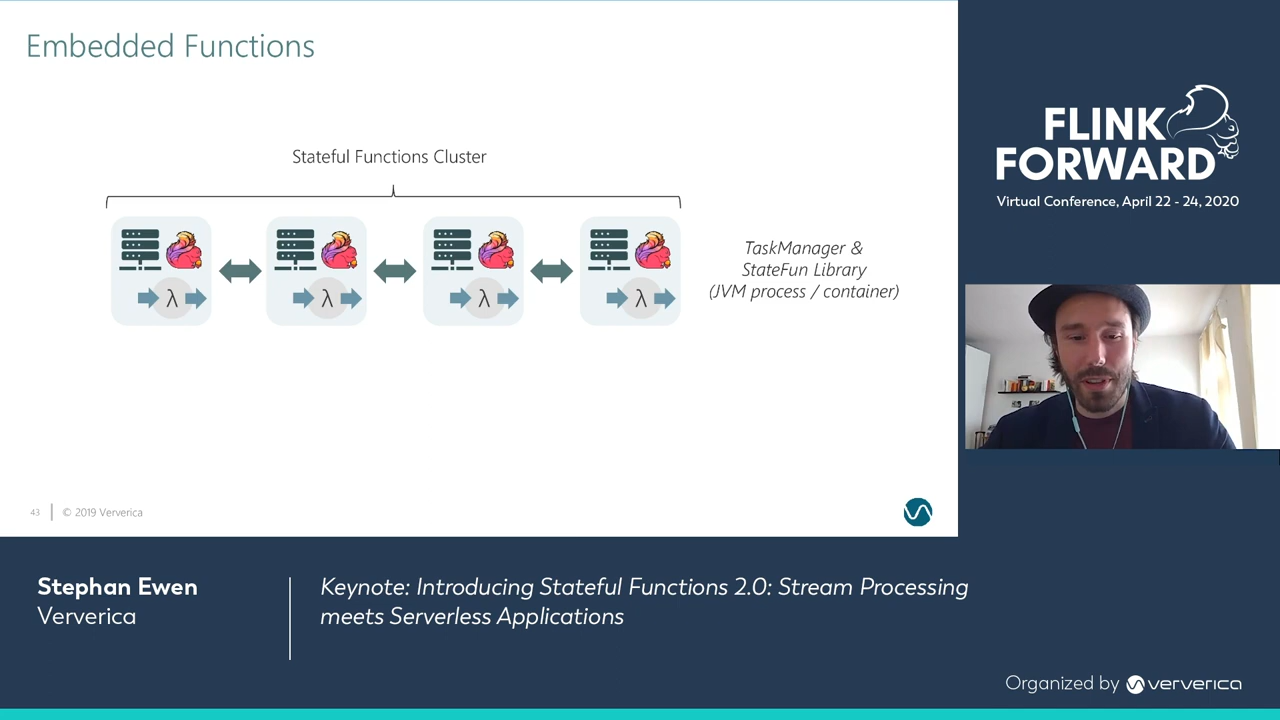 Embedded Functions
Stateful Functions Cluster
λ
λ
λ
λ
TaskManager &
StateFun Library
(JVM process / container)
43
© 2019 Ververica
FLINK
FORWARD
Virtual Conference, April 22 - 24, 2020
Stephan Ewen
Ververica
Keynote: Introducing Stateful Functions 2.0: Stream Processing
meets Serverless Applications
Organized by ververica